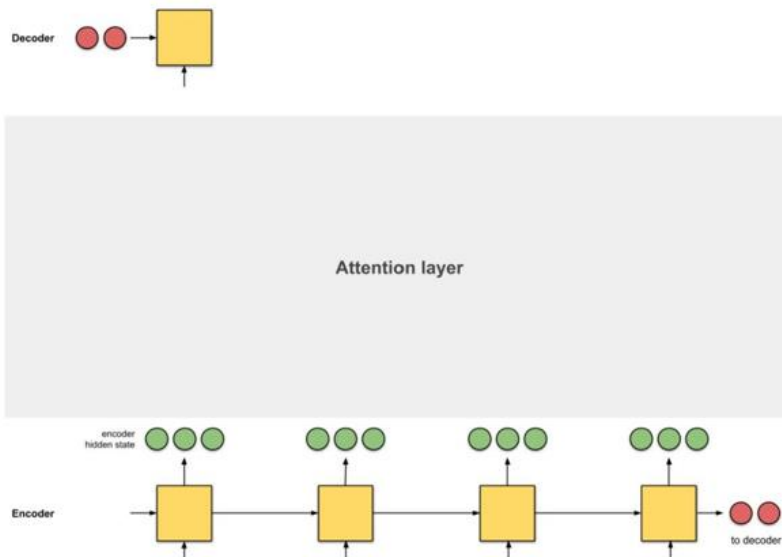 Decoder
Attention layer
encoder
hidden state
Encoder
to decoder